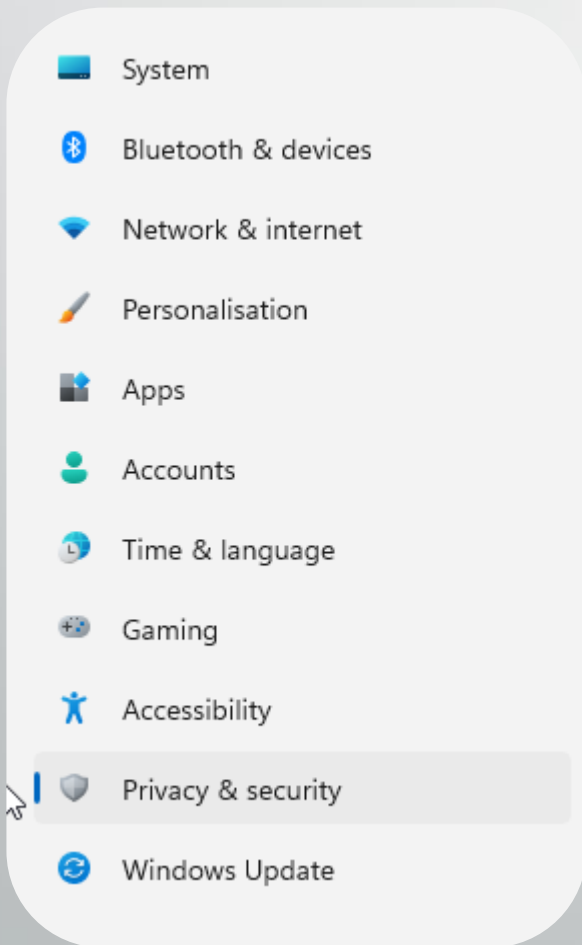 System
Bluetooth & devices
Network & internet
Personalisation
Apps
Accounts
Time & language
Gaming
Accessibility
Privacy & security
Windows Update